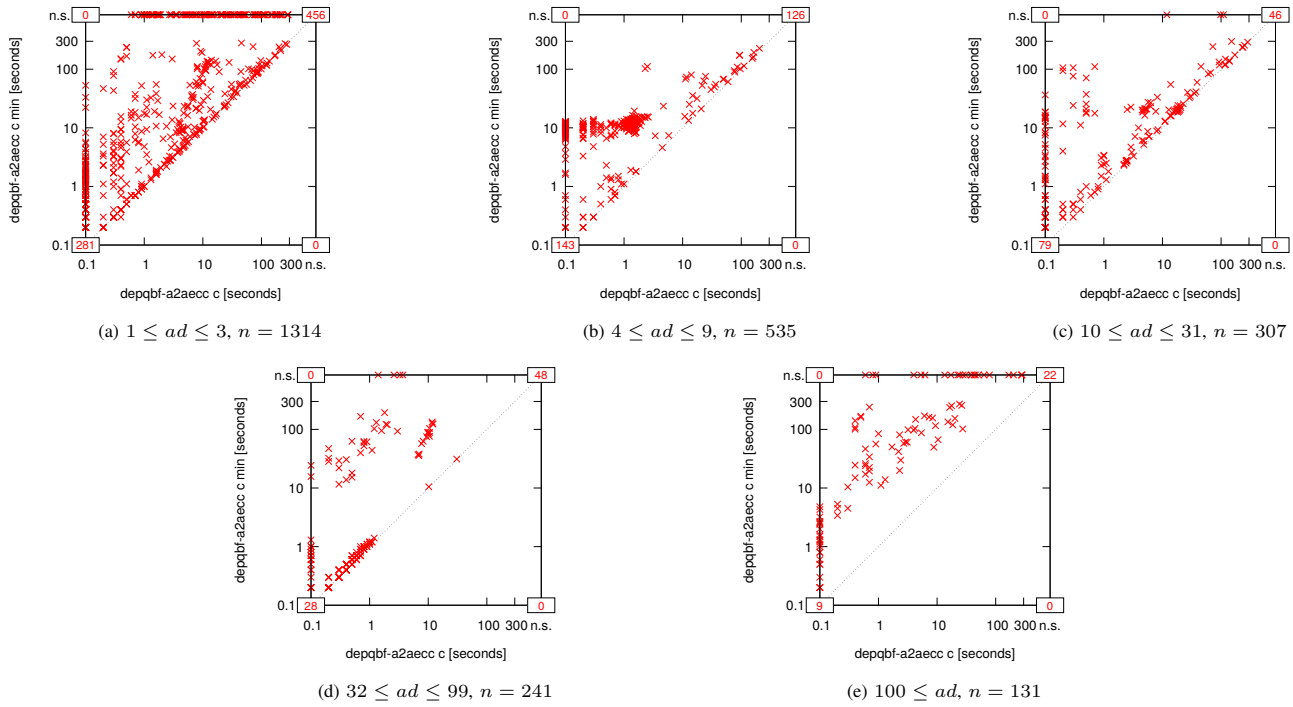 n.s.
0
456
300
100
10
1
0.1
281
0
0.1
1
10
100
300
n.s.
depqbf-a2aecc c min [seconds]
depqbf-a2aecc c [seconds]
(a) 1 ≤ ad ≤ 3, n = 1314
n.s.
0
126
300
100
10
1
0.1
143
0
0.1
1
10
100
300
n.s.
depqbf-a2aecc c min [seconds]
depqbf-a2aecc c [seconds]
(b) 4 ≤ ad ≤ 9, n = 535
n.s.
0
46
300
100
10
1
0.1
79
0
0.1
1
10
100
300
n.s.
depqbf-a2aecc c min [seconds]
depqbf-a2aecc c [seconds]
(c) 10 ≤ ad ≤ 31, n = 307
n.s.
0
48
300
100
10
1
0.1
28
0
0.1
1
10
100
300
n.s.
depqbf-a2aecc c min [seconds]
depqbf-a2aecc c [seconds]
(d) 32 ≤ ad ≤ 99, n = 241
n.s.
0
22
300
100
10
1
0.1
9
0
0.1
1
10
100
300
n.s.
depqbf-a2aecc c min [seconds]
depqbf-a2aecc c [seconds]
(e) 100 ≤ ad, n = 131